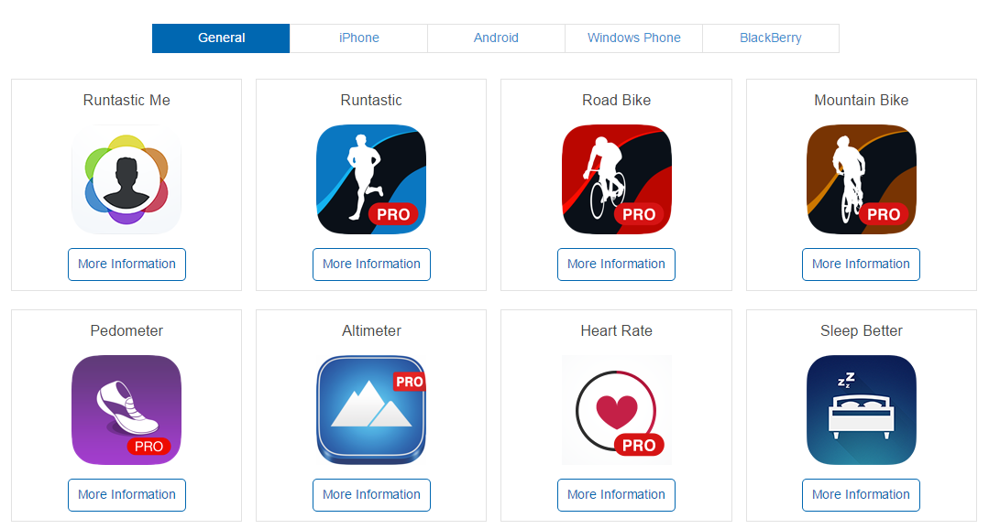 General iPhone Android Windows Phone BlackBerry
Runtastic Me Runtastic Road Bike Mountain Bike
PRO PRO PRO
More Information More Information More Information More Information
Pedometer Altimeter Heart Rate Sleep Better
PRO PRO PRO z z Z
More Information More Information More Information More Information